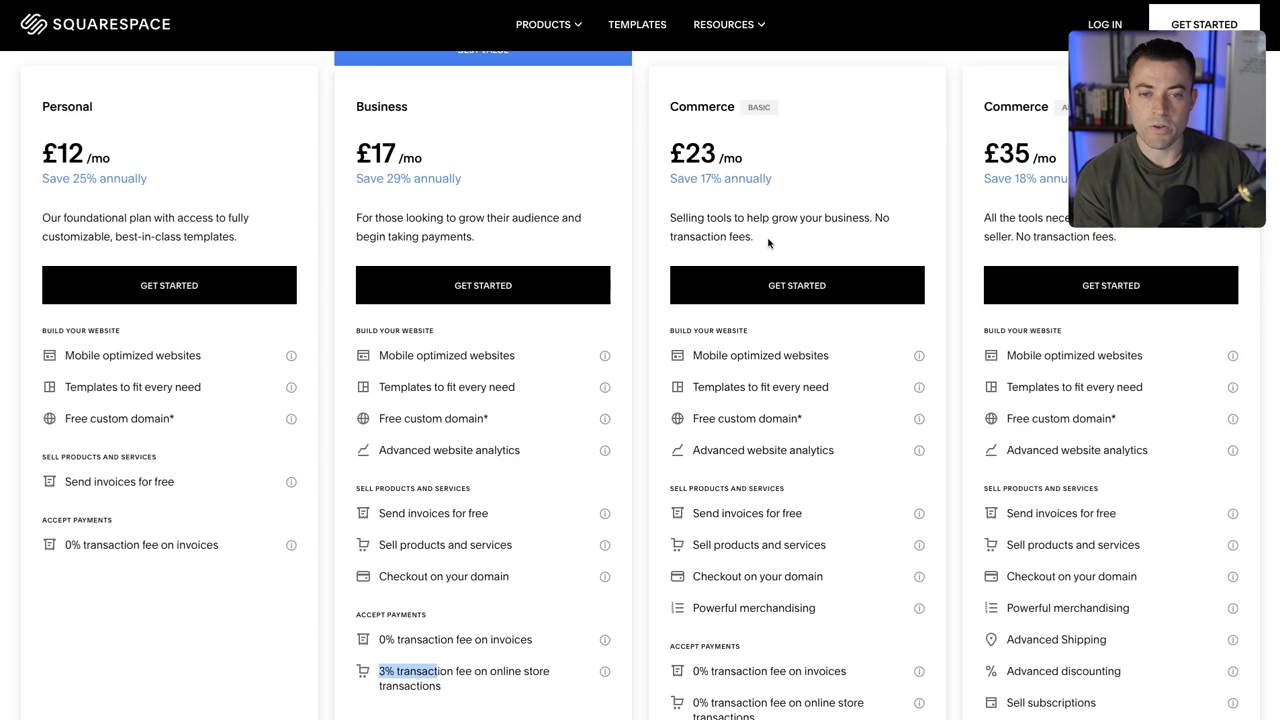 SQUARESPACE
PRODUCTS
TEMPLATES
RESOURCES
LOG IN
GET STARTED
BEST VALUE
Personal
£12 /mo
Save 25% annually
Our foundational plan with access to fully
customizable, best-in-class templates.
GET STARTED
BUILD YOUR WEBSITE
Mobile optimized websites
Templates to fit every need
Free custom domain*
SELL PRODUCTS AND SERVICES
Send invoices for free
ACCEPT PAYMENTS
0% transaction fee on invoices
Business
£17 /mo
Save 29% annually
For those looking to grow their audience and
begin taking payments.
GET STARTED
BUILD YOUR WEBSITE
Mobile optimized websites
Templates to fit every need
Free custom domain*
Advanced website analytics
SELL PRODUCTS AND SERVICES
Send invoices for free
Sell products and services
Checkout on your domain
ACCEPT PAYMENTS
0% transaction fee on invoices
3% transaction fee on online store
transactions
Commerce BASIC
£23 /mo
Save 17% annually
Selling tools to help grow your business. No
transaction fees.
GET STARTED
BUILD YOUR WEBSITE
Mobile optimized websites
Templates to fit every need
Free custom domain*
Advanced website analytics
SELL PRODUCTS AND SERVICES
Send invoices for free
Sell products and services
Checkout on your domain
Powerful merchandising
ACCEPT PAYMENTS
0% transaction fee on invoices
0% transaction fee on online store
transactions
Commerce
£35 /mo
Save 18%
All the tools
seller. No transaction fees.
GET STARTED
BUILD YOUR WEBSITE
Mobile optimized websites
Templates to fit every need
Free custom domain*
Advanced website analytics
SELL PRODUCTS AND SERVICES
Send invoices for free
Sell products and services
Checkout on your domain
Powerful merchandising
Advanced Shipping
Advanced discounting
Sell subscriptions